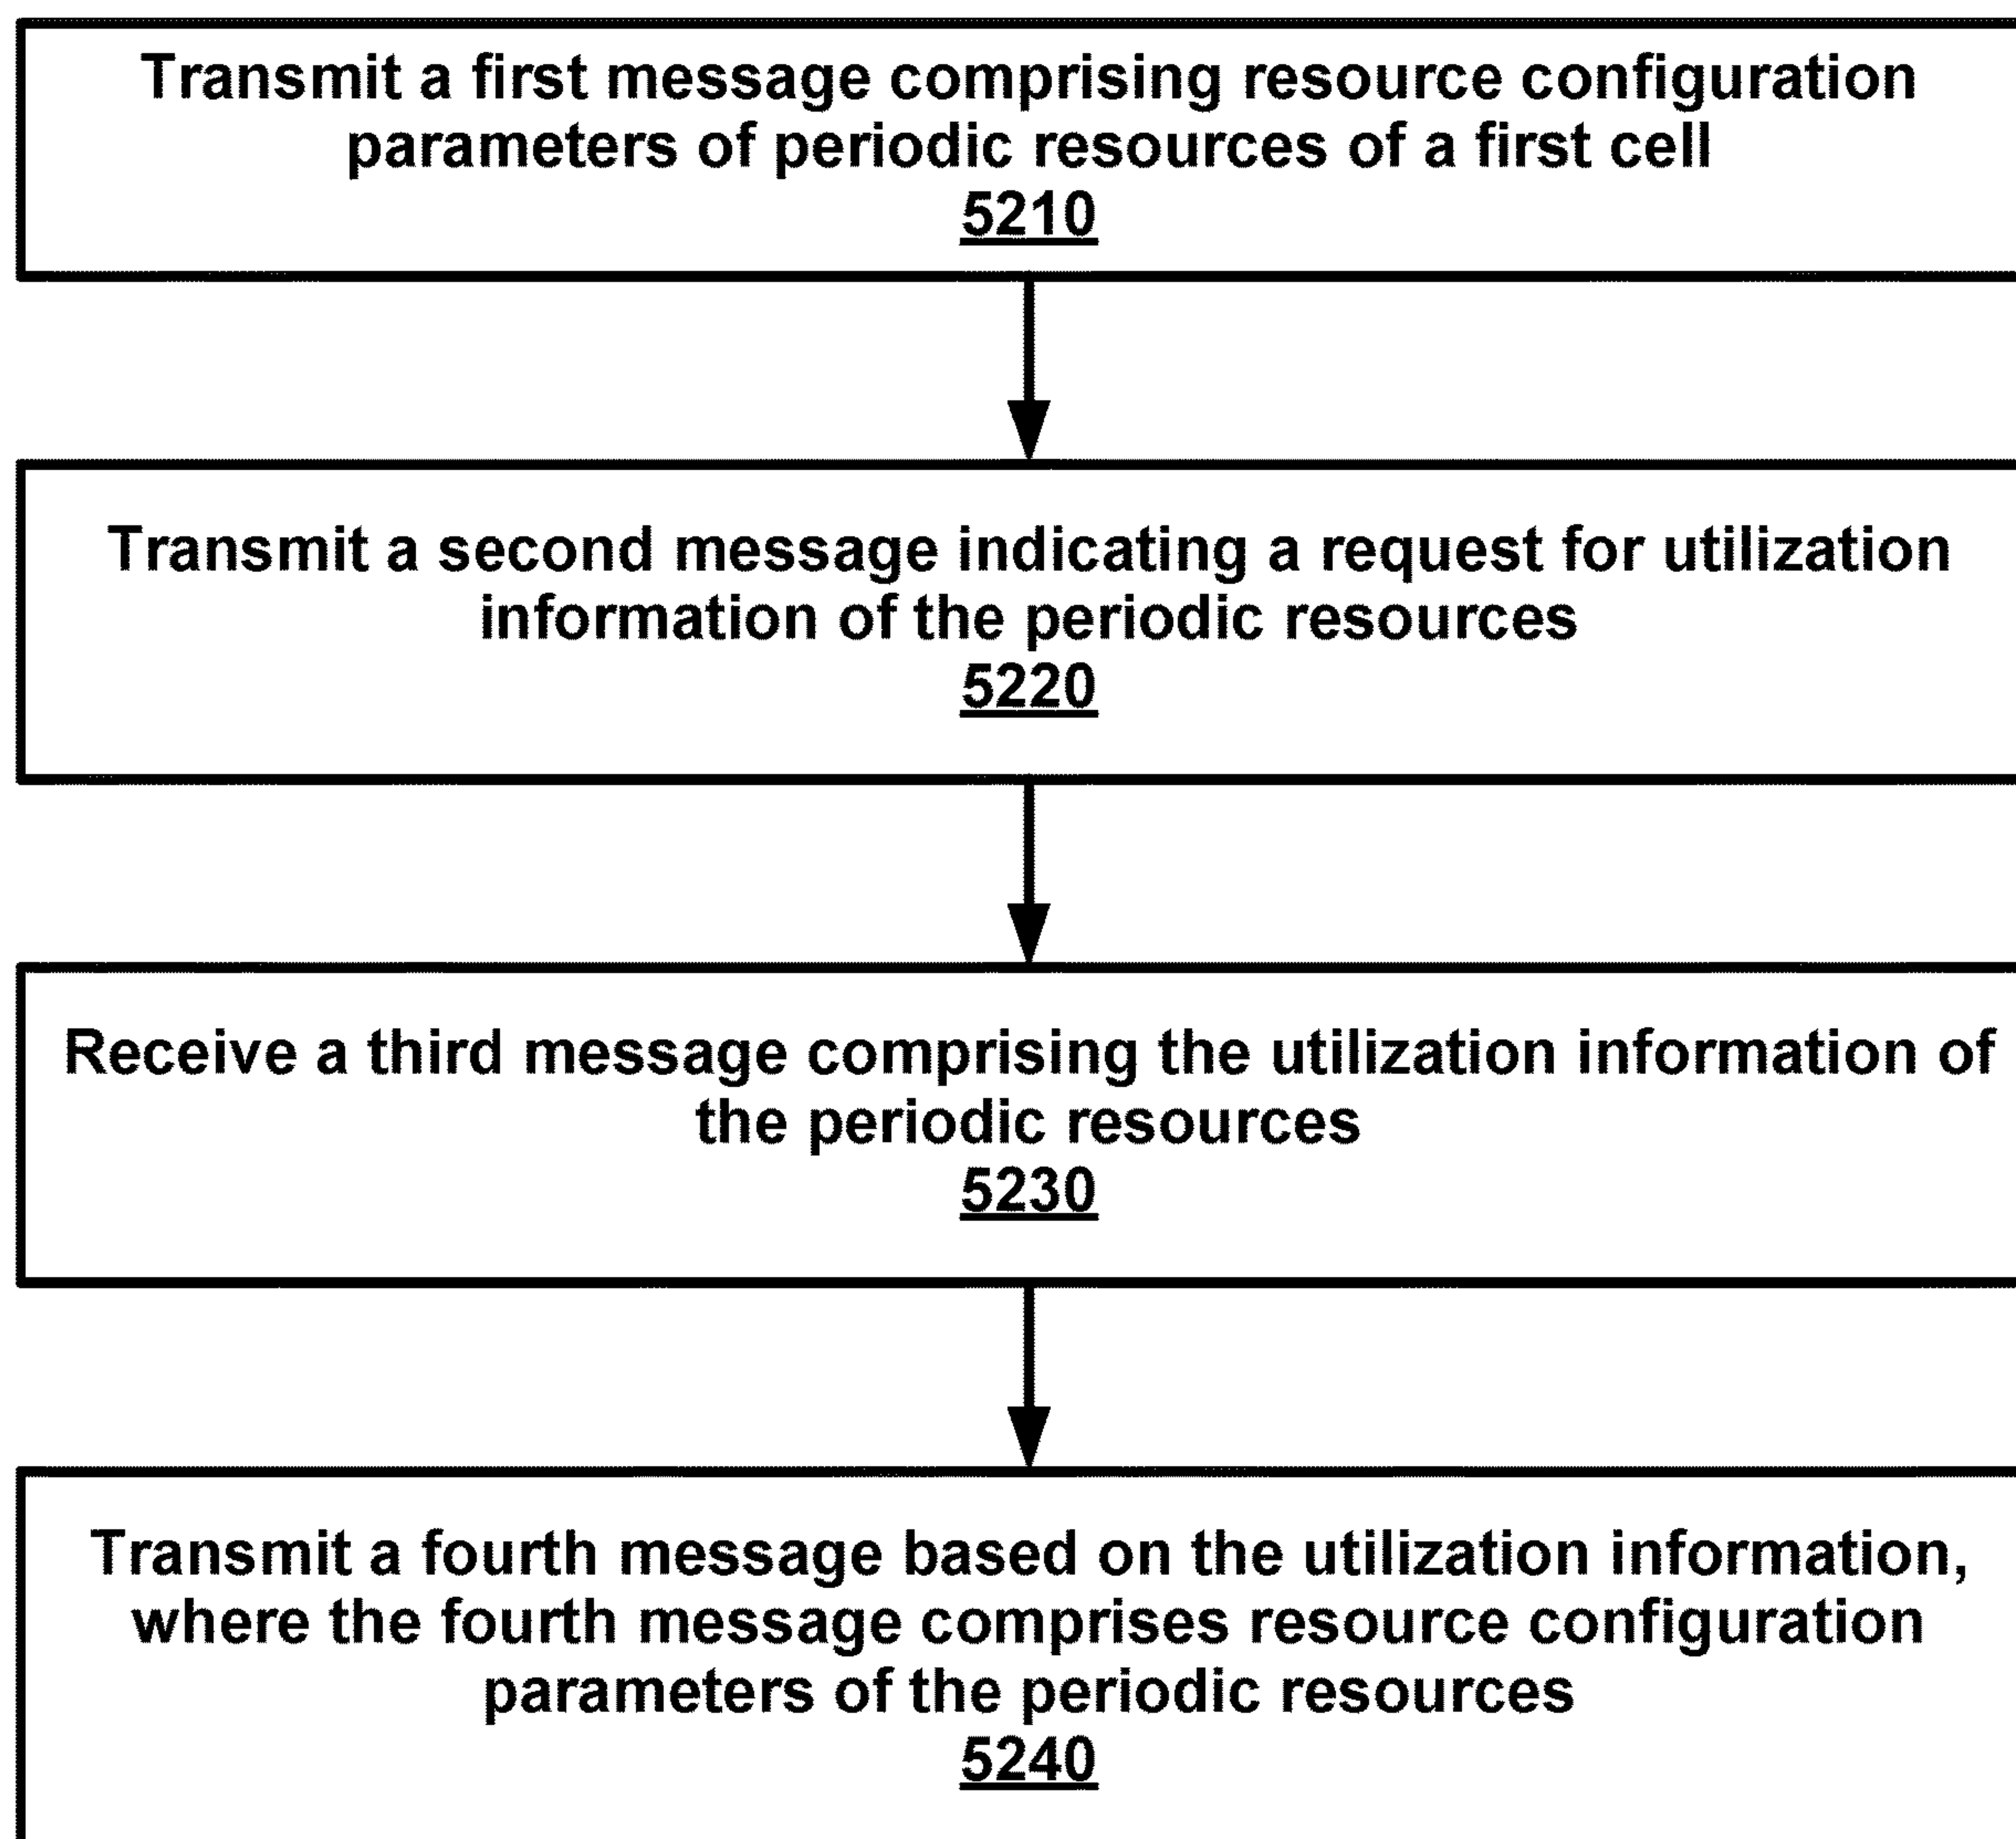 Transmit a first message comprising resource configuration
parameters of periodic resources of a first cell
5210
Transmit a second message indicating a request for utilization
information of the periodic resources
5220
Receive a third message comprising the utilization information of
the periodic resources
5230
Transmit a fourth message based on the utilization information,
where the fourth message comprises resource configuration
parameters of the periodic resources
5240